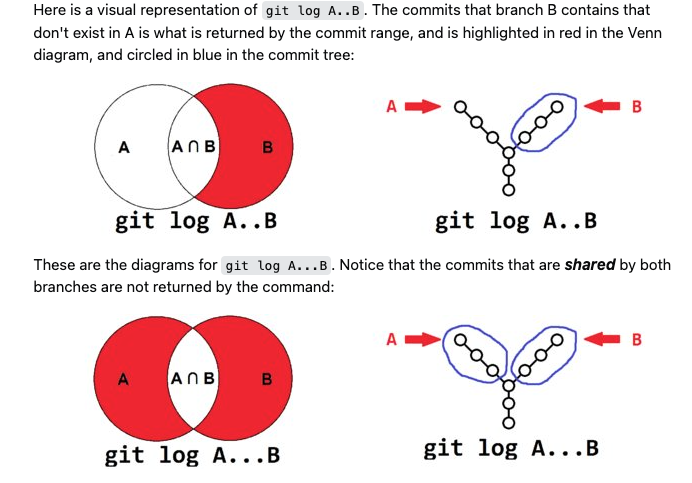 Here is a visual representation of git log A..B. The commits that branch B contains that
don't exist in A is what is returned by the commit range, and is highlighted in red in the Venn
diagram, and circled in blue in the commit tree:
A
A∩B
B
git log A..B
A
B
git log A..B
These are the diagrams for git log A...B. Notice that the commits that are shared by both
branches are not returned by the command:
A
A∩B
B
git log A...B
A
B
git log A...B